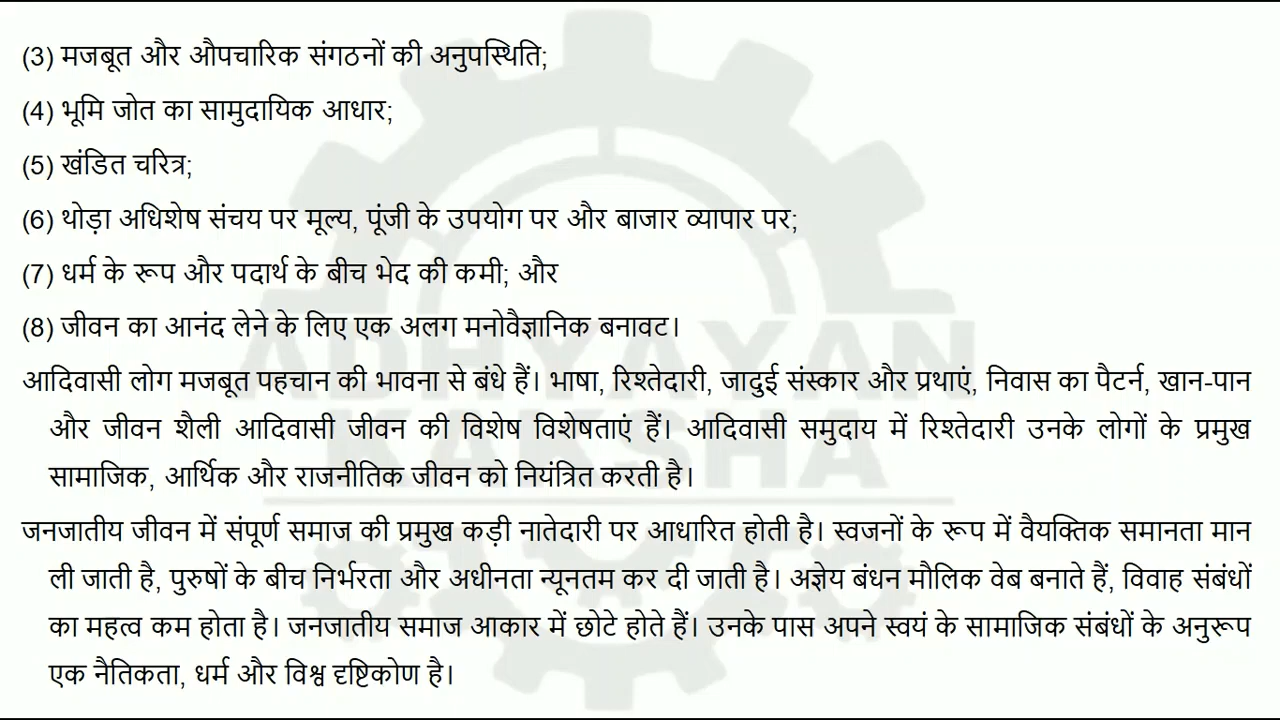 (3) मजबूत और औपचारिक संगठनों की अनुपस्थिति;
(4) भूमि जोत का सामुदायिक आधार;
(5) खंडित चरित्र;
(6) थोड़ा अधिशेष संचय पर मूल्य, पूंजी के उपयोग पर और बाजार व्यापार पर;
(7) धर्म के रूप और पदार्थ के बीच भेद की कमी; और
(8) जीवन का आनंद लेने के लिए एक अलग मनोवैज्ञानिक बनावट।
आदिवासी लोग मजबूत पहचान की भावना से बंधे हैं। भाषा, रिश्तेदारी, जादुई संस्कार और प्रथाएं, निवास का पैटर्न, खान-पान
और जीवन शैली आदिवासी जीवन की विशेष विशेषताएं हैं। आदिवासी समुदाय में रिश्तेदारी उनके लोगों के प्रमुख
सामाजिक, आर्थिक और राजनीतिक जीवन को नियंत्रित करती है।
जनजातीय जीवन में संपूर्ण समाज की प्रमुख कड़ी नातेदारी पर आधारित होती है। स्वजनों के रूप में वैयक्तिक समानता मान
ली जाती है, पुरुषों के बीच निर्भरता और अधीनता न्यूनतम कर दी जाती है। अज्ञेय बंधन मौलिक वेब बनाते हैं, विवाह संबंधों
का महत्व कम होता है। जनजातीय समाज आकार में छोटे होते हैं। उनके पास अपने स्वयं के सामाजिक संबंधों के अनुरूप
एक नैतिकता, धर्म और विश्व दृष्टिकोण है।
ADHYAYAN
KAKSHA